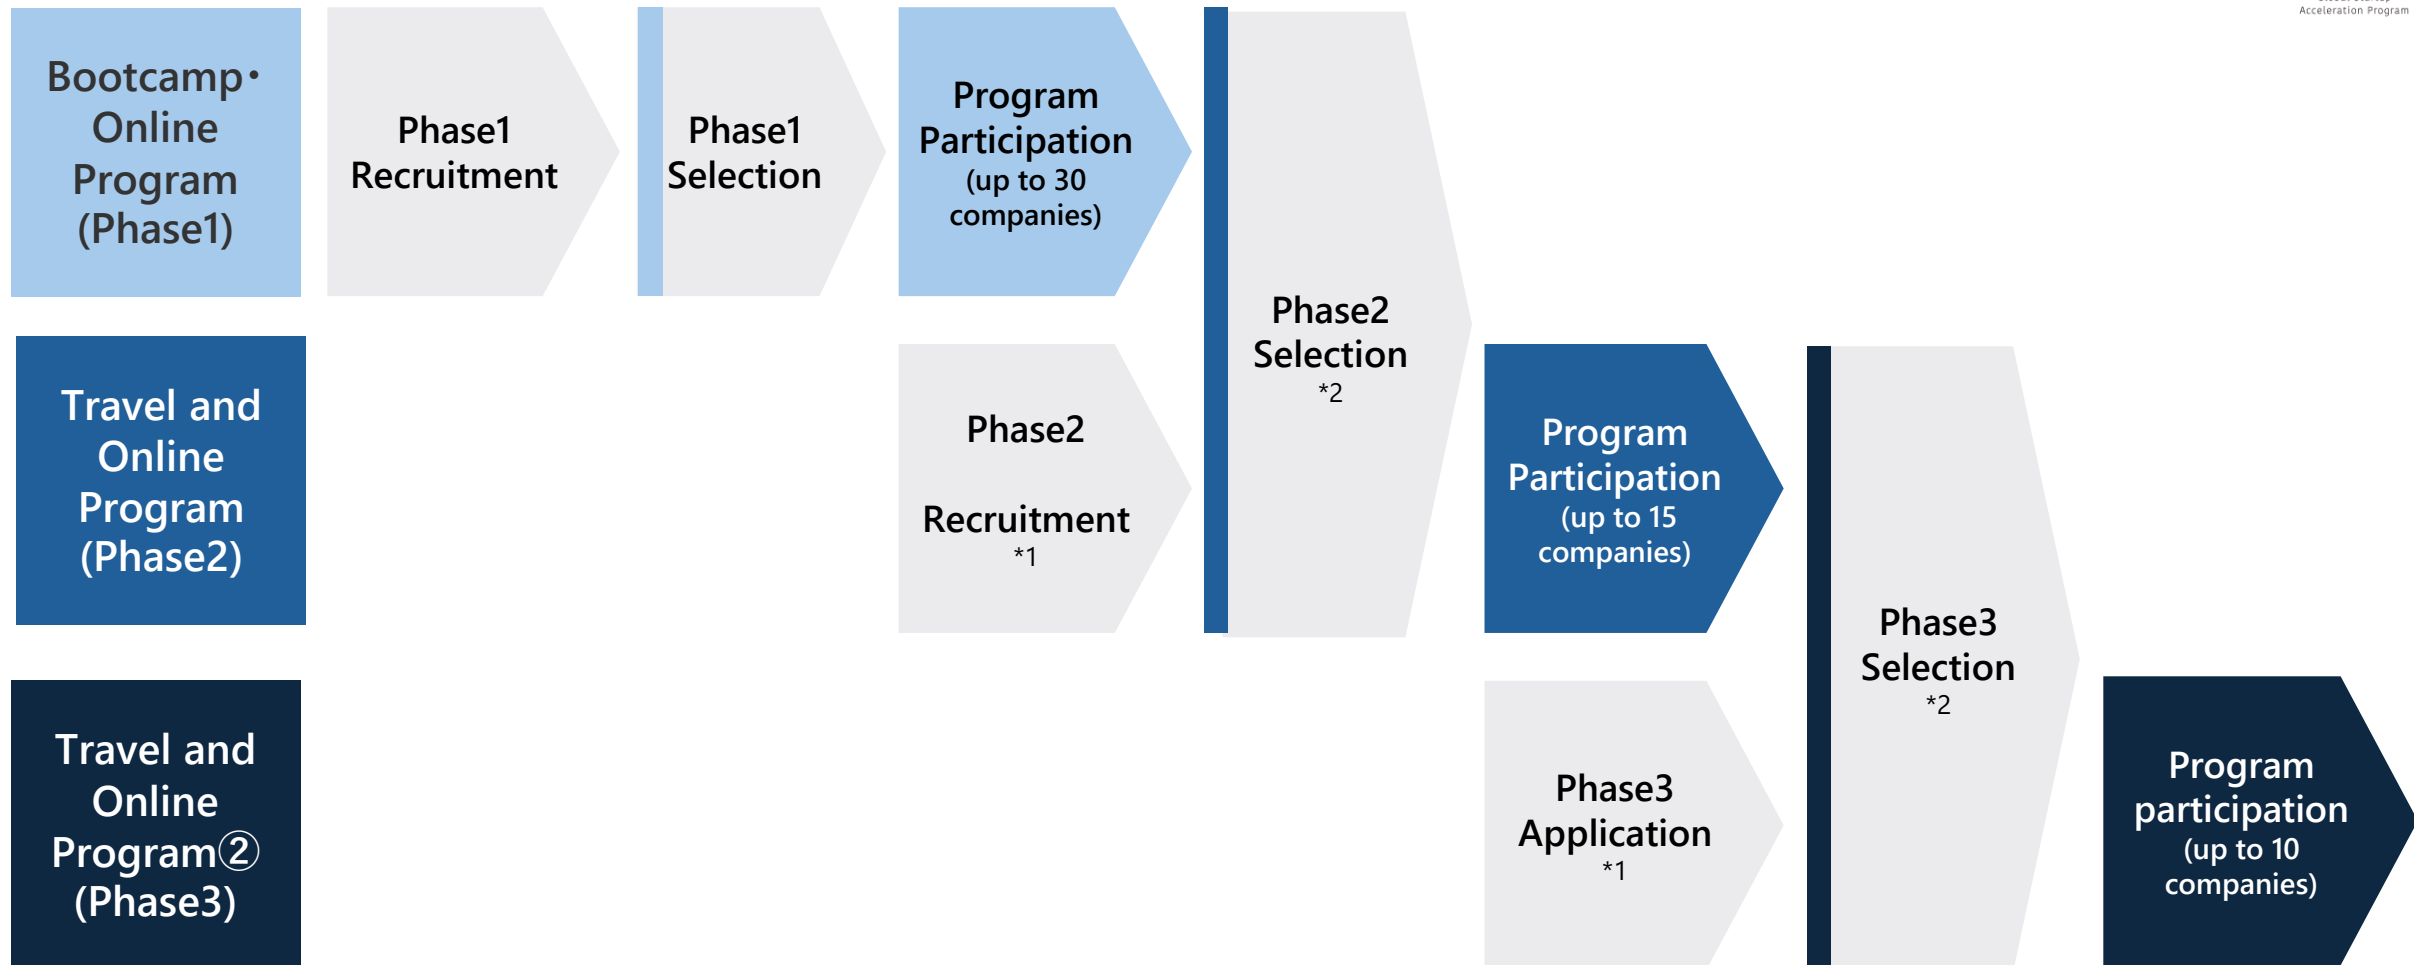 Acceleration Program
Bootcamp・
Online
Program
(Phase1)
Phase1
Recruitment
Phase1
Selection
Program
Participation
(up to 30
companies)
Phase2
Selection
*2
Travel and
Online
Program
(Phase2)
Phase2
Recruitment
*1
Program
Participation
(up to 15
companies)
Phase3
Selection
*2
Travel and
Online
Program②
(Phase3)
Phase3
Application
*1
Program
participation
(up to 10
companies)